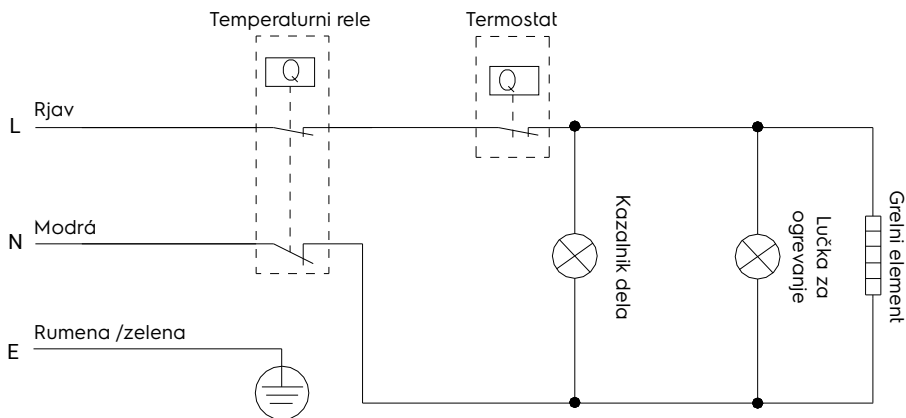 Temperaturni rele
Termostat
Q
Q
L
Rjav
N
Modrá
Kazalnik dela
Lučka za
ogrevanje
Grelni element
E
Rumena /zelena